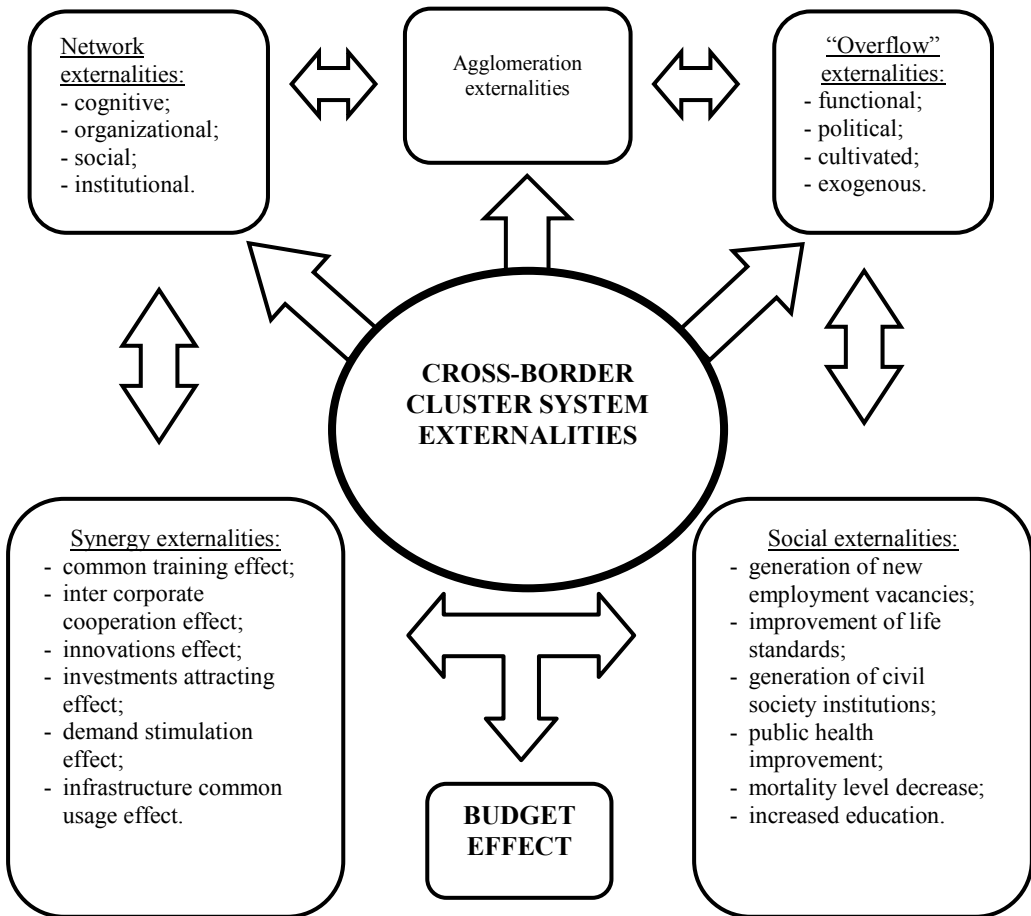 Network
externalities:
- cognitive;
- organizational;
- social;
- institutional.
Agglomeration
externalities
“Overflow”
externalities:
- functional;
- political;
- cultivated;
- exogenous.
CROSS-BORDER
CLUSTER SYSTEM
EXTERNALITIES
Synergy externalities:
- common training effect;
- inter corporate
cooperation effect;
- innovations effect;
- investments attracting
effect;
- demand stimulation
effect;
- infrastructure common
usage effect.
Social externalities:
- generation of new
employment vacancies;
- improvement of life
standards;
- generation of civil
society institutions;
- public health
improvement;
- mortality level decrease;
- increased education.
BUDGET
EFFECT